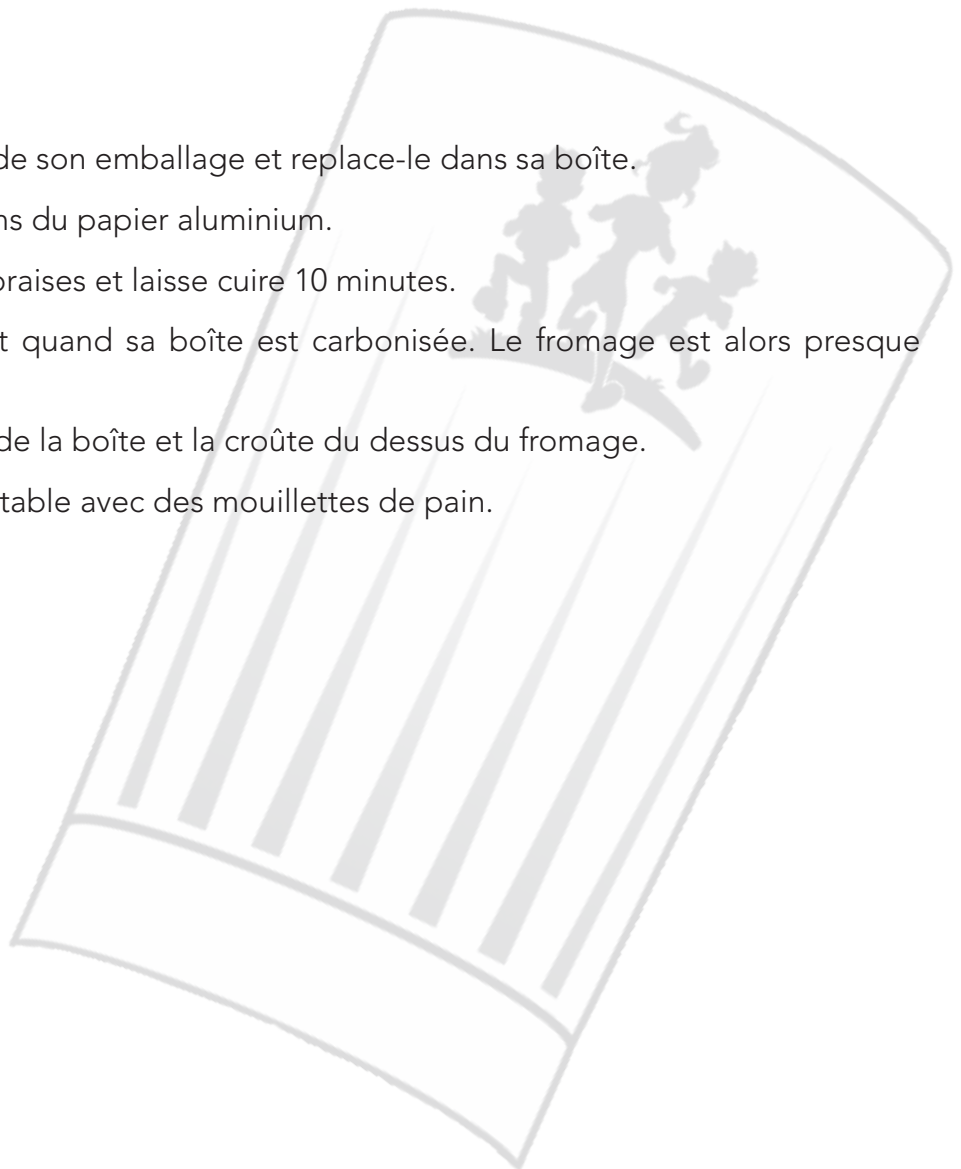 de son emballage et replace-le dans sa boîte.
ns du papier aluminium.
braises et laisse cuire 10 minutes.
t quand sa boîte est carbonisée. Le fromage est alors presque
de la boîte et la croûte du dessus du fromage.
table avec des mouillettes de pain.